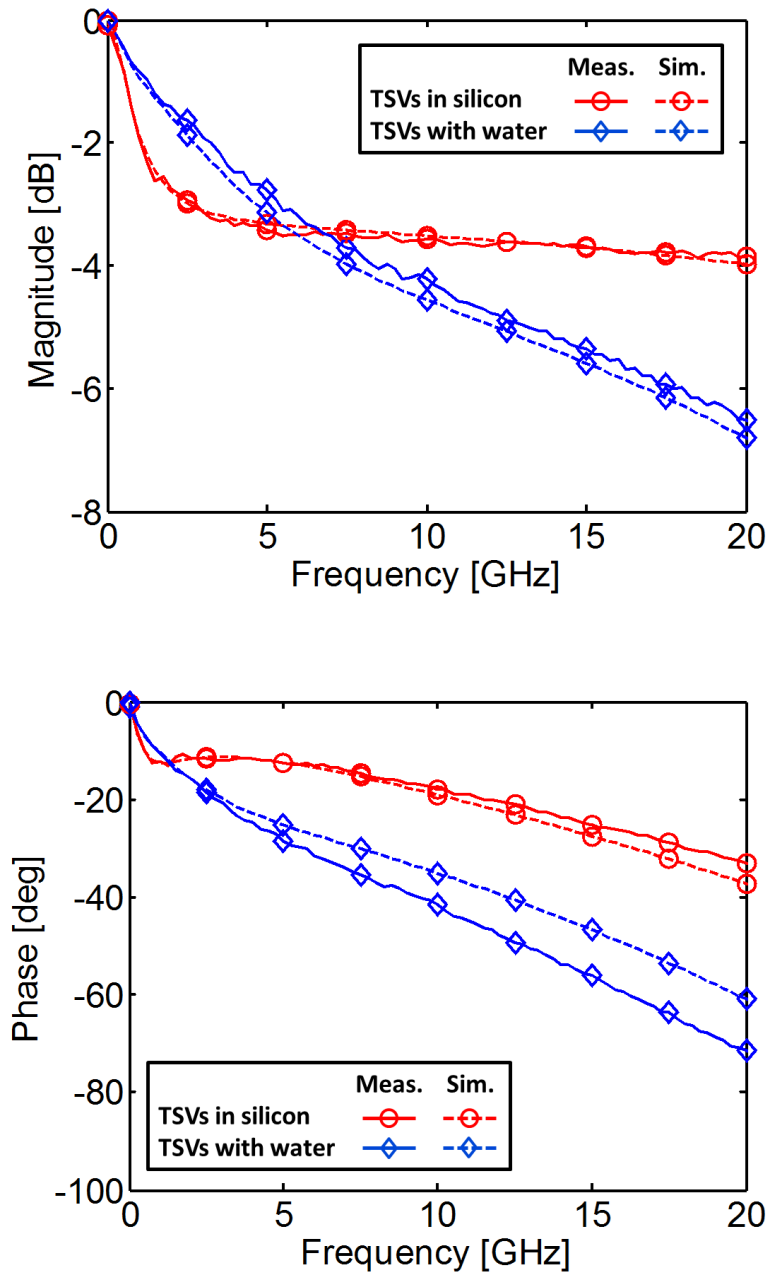 0
-2
-4
-6
-8
Magnitude [dB]
Meas. Sim.
TSVs in silicon
TSVs with water
0 5 10 15 20
Frequency [GHz]
0
-20
-40
-60
-80
-100
Phase [deg]
Meas. Sim.
TSVs in silicon
TSVs with water
0 5 10 15 20
Frequency [GHz]